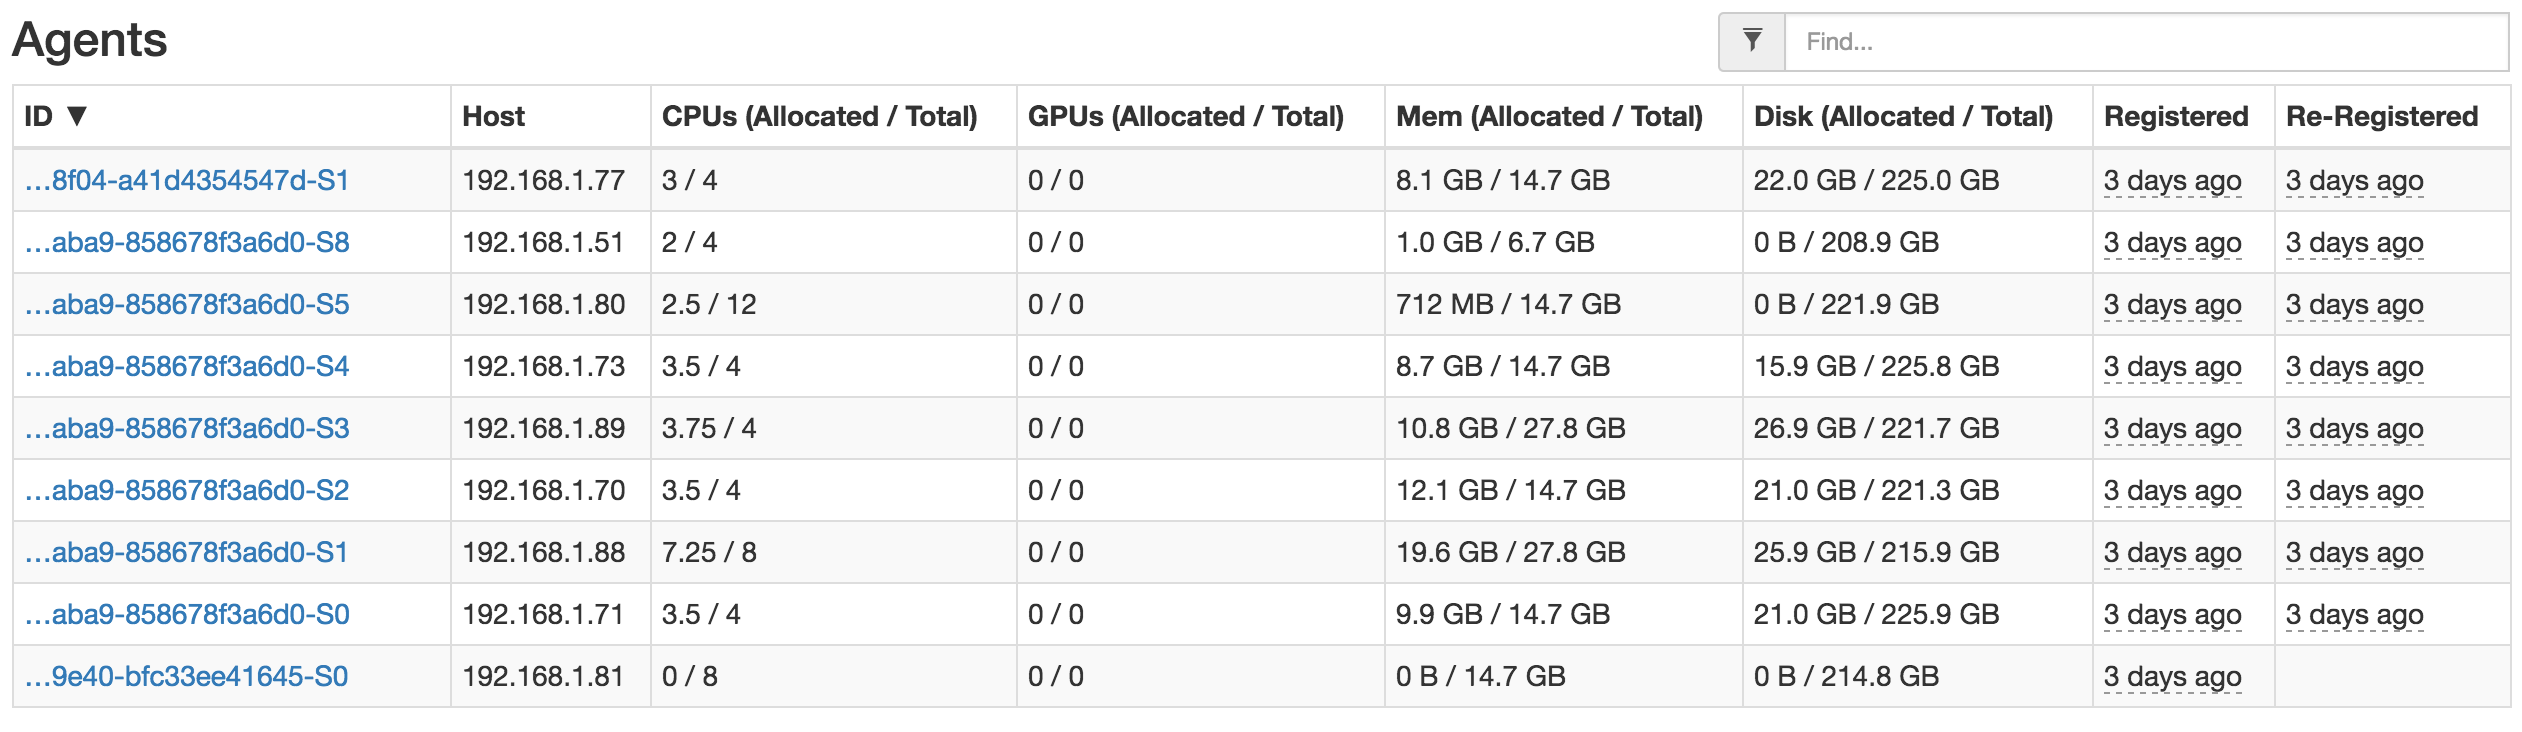 Agents
Find...
ID ▼ Host CPUs (Allocated / Total) GPUs (Allocated / Total) Mem (Allocated / Total) Disk (Allocated / Total) Registered Re-Registered
...8f04-a41d4354547d-S1 192.168.1.77 3 / 4 0 / 0 8.1 GB / 14.7 GB 22.0 GB / 225.0 GB 3 days ago 3 days ago
...aba9-858678f3a6d0-S8 192.168.1.51 2 / 4 0 / 0 1.0 GB / 6.7 GB 0 B / 208.9 GB 3 days ago 3 days ago
...aba9-858678f3a6d0-S5 192.168.1.80 2.5 / 12 0 / 0 712 MB / 14.7 GB 0 B / 221.9 GB 3 days ago 3 days ago
...aba9-858678f3a6d0-S4 192.168.1.73 3.5 / 4 0 / 0 8.7 GB / 14.7 GB 15.9 GB / 225.8 GB 3 days ago 3 days ago
...aba9-858678f3a6d0-S3 192.168.1.89 3.75 / 4 0 / 0 10.8 GB / 27.8 GB 26.9 GB / 221.7 GB 3 days ago 3 days ago
...aba9-858678f3a6d0-S2 192.168.1.70 3.5 / 4 0 / 0 12.1 GB / 14.7 GB 21.0 GB / 221.3 GB 3 days ago 3 days ago
...aba9-858678f3a6d0-S1 192.168.1.88 7.25 / 8 0 / 0 19.6 GB / 27.8 GB 25.9 GB / 215.9 GB 3 days ago 3 days ago
...aba9-858678f3a6d0-S0 192.168.1.71 3.5 / 4 0 / 0 9.9 GB / 14.7 GB 21.0 GB / 225.9 GB 3 days ago 3 days ago
...9e40-bfc33ee41645-S0 192.168.1.81 0 / 8 0 / 0 0 B / 14.7 GB 0 B / 214.8 GB 3 days ago